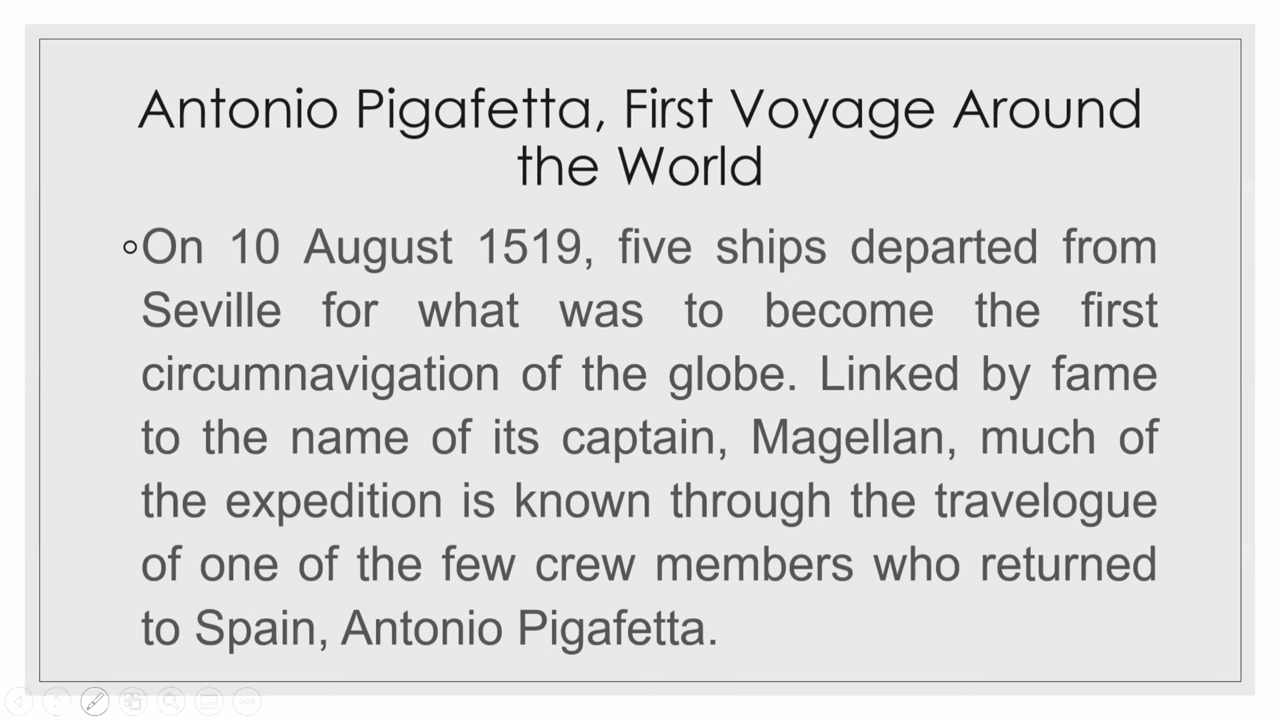 Antonio Pigafetta, First Voyage Around
the World
◦On 10 August 1519, five ships departed from
Seville for what was to become the first
circumnavigation of the globe. Linked by fame
to the name of its captain, Magellan, much of
the expedition is known through the travelogue
of one of the few crew members who returned
to Spain, Antonio Pigafetta.